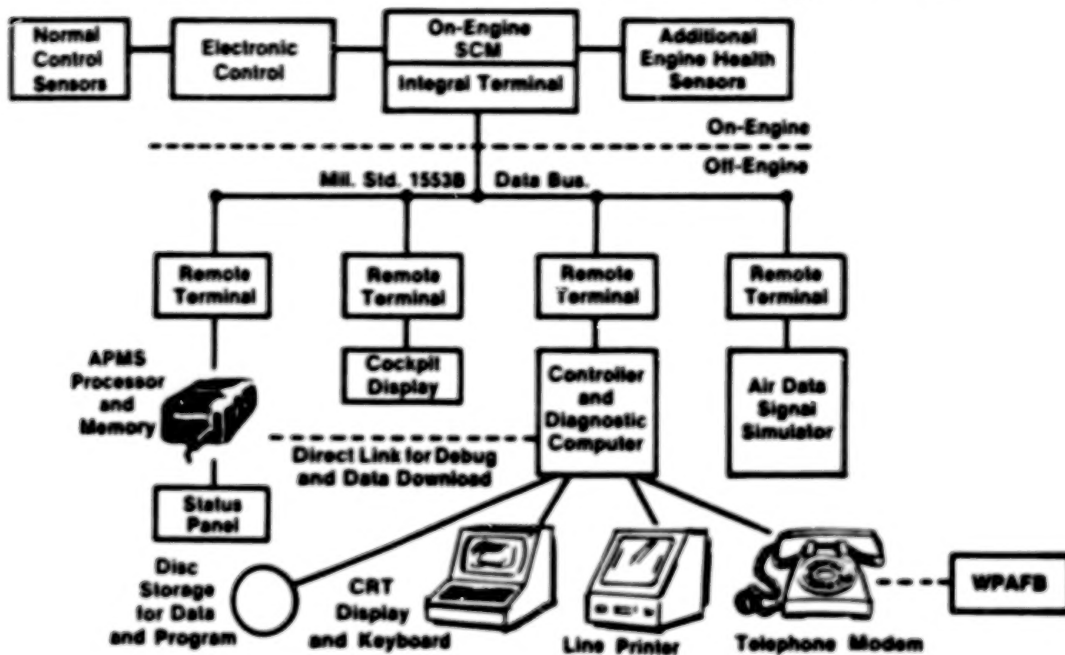 Normal
Control
Sensors
Electronic
Control
On-Engine
SCM
Integral Terminal
Additional
Engine Health
Sensors
On-Engine
Off-Engine
Mil. Std. 1553B Data Bus.
Remote
Terminal
Remote
Terminal
Remote
Terminal
Remote
Terminal
APMS
Processor
and
Memory
Cockpit
Display
Controller
and
Diagnostic
Computer
Air Data
Signal
Simulator
Direct Link for Debug
and Data Download
Status
Panel
Disc
Storage
for Data
and Program
CRT
Display
and Keyboard
Line Printer
Telephone Modem
WPAFB